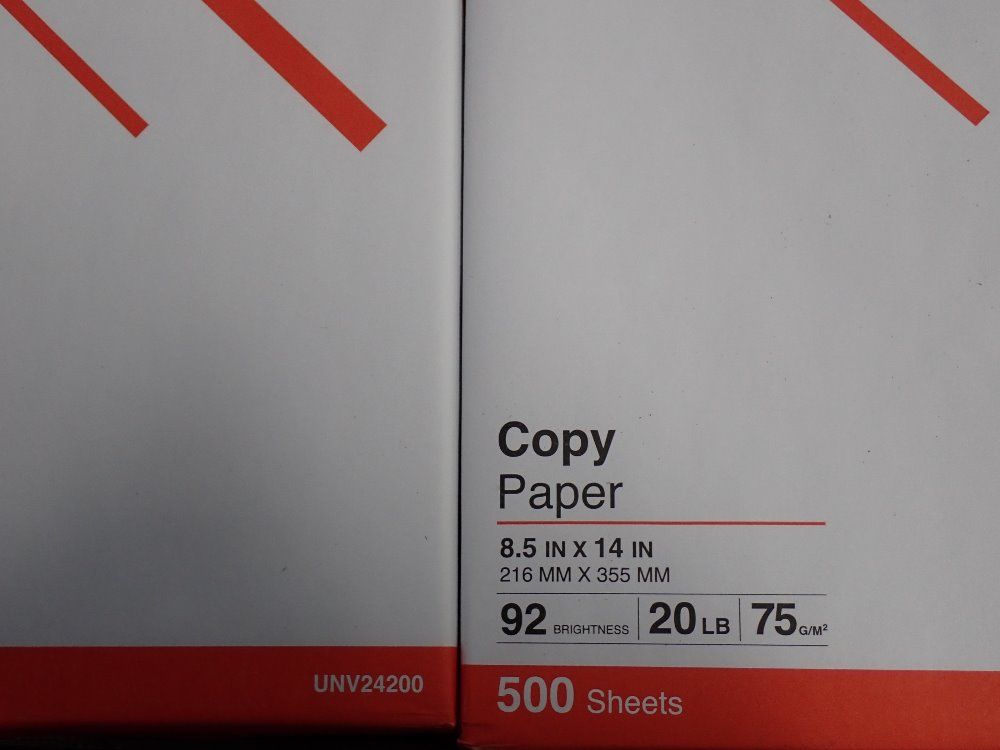 UNV24200
Copy
Paper
8.5 IN X 14 IN
216 MM X 355 MM
92 BRIGHTNESS 20 LB 75 G/M²
500 Sheets